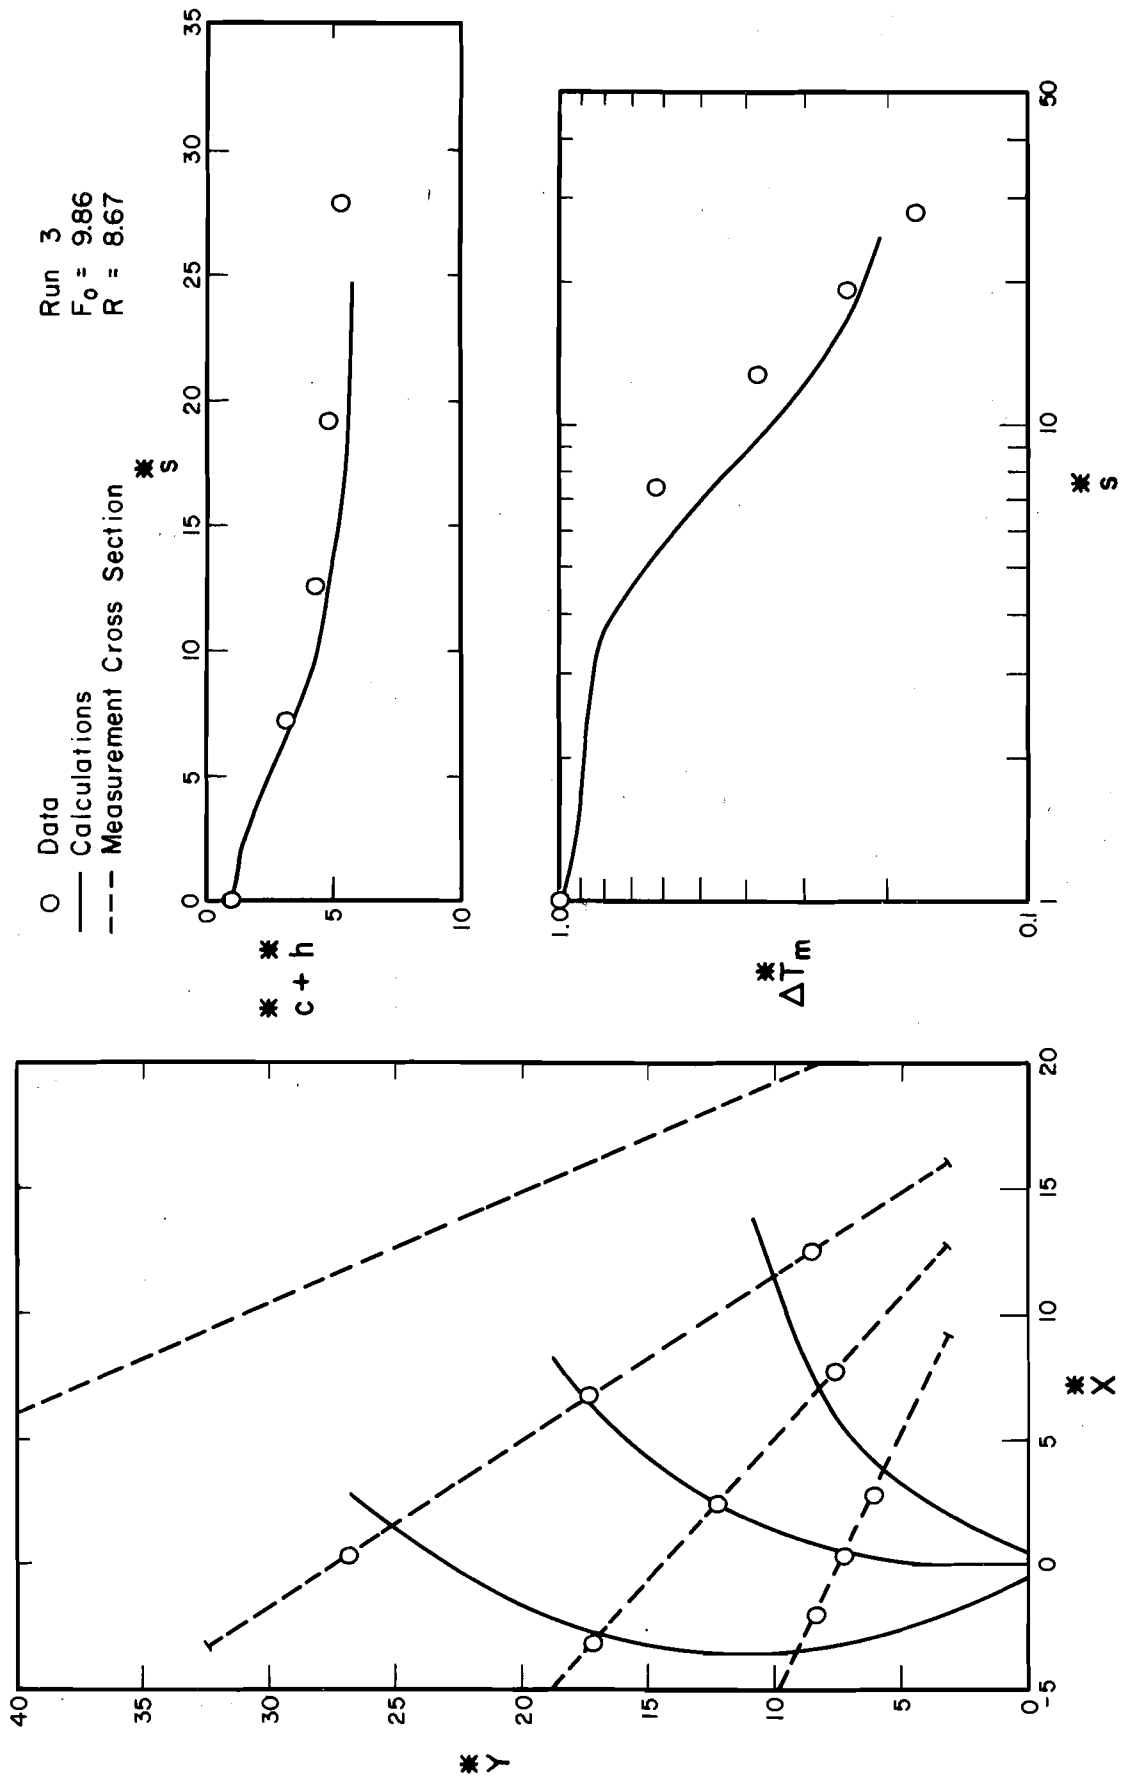 ○ Data
— Calculations
--- Measurement Cross Section
Run 3
F₀ = 9.86
R = 8.67
*Y
40
35
30
25
20
15
10
5
0
-5
0
5
10
15
20
*X
*s
0
5
10
15
20
25
30
35
*c + *h
0
5
10
ΔT*m
1.0
0.1
1
10
50
*s